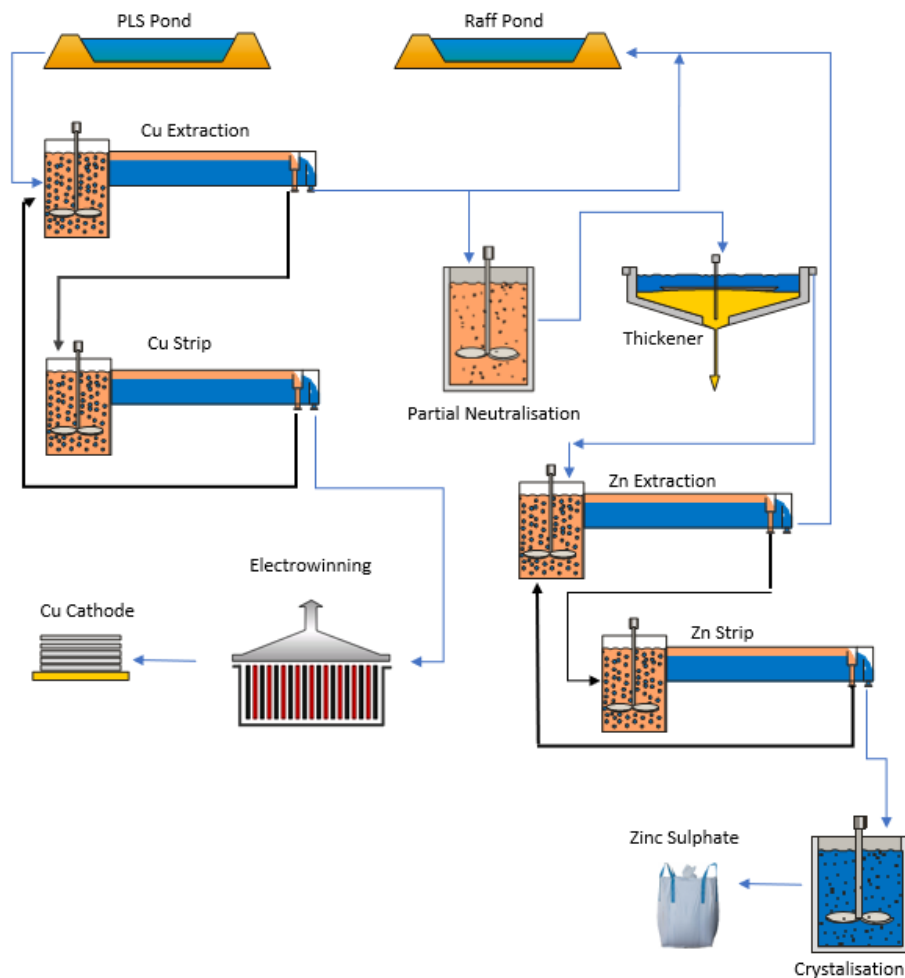 PLS Pond
Raff Pond
Cu Extraction
Cu Strip
Thickener
Partial Neutralisation
Zn Extraction
Electrowinning
Cu Cathode
Zn Strip
Zinc Sulphate
Crystalisation